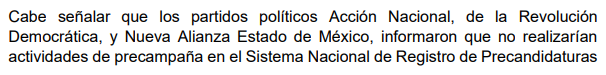 Cabe señalar que los partidos políticos Acción Nacional, de la Revolución
Democrática, y Nueva Alianza Estado de México, informaron que no realizarían
actividades de precampaña en el Sistema Nacional de Registro de Precandidaturas